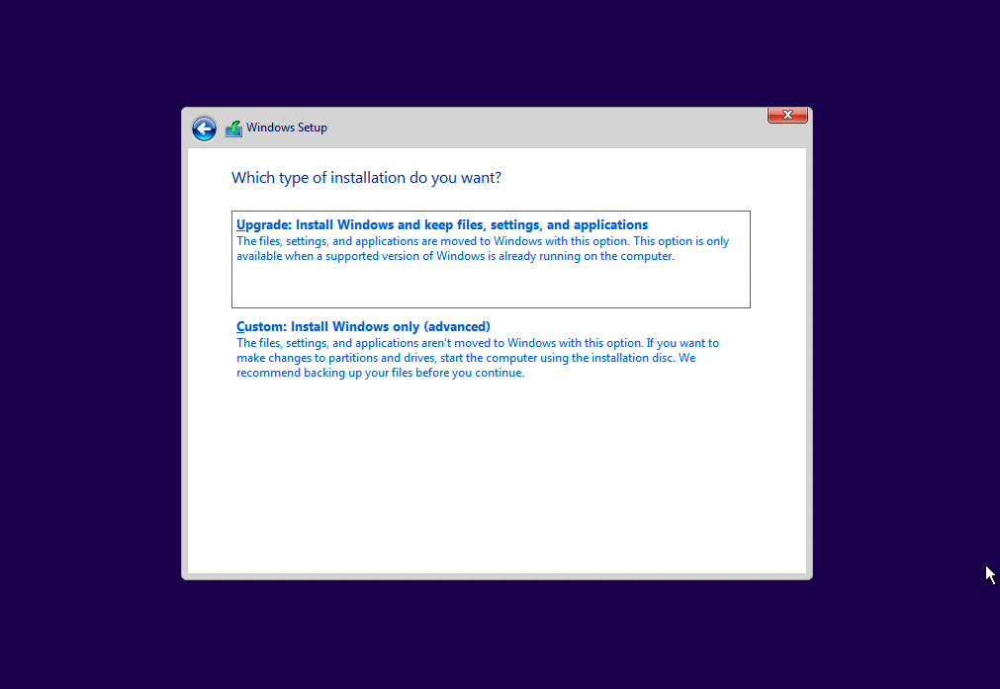 Windows Setup
Which type of installation do you want?
Upgrade: Install Windows and keep files, settings, and applications
The files, settings, and applications are moved to Windows with this option. This option is only
available when a supported version of Windows is already running on the computer.
Custom: Install Windows only (advanced)
The files, settings, and applications aren't moved to Windows with this option. If you want to
make changes to partitions and drives, start the computer using the installation disc. We
recommend backing up your files before you continue.